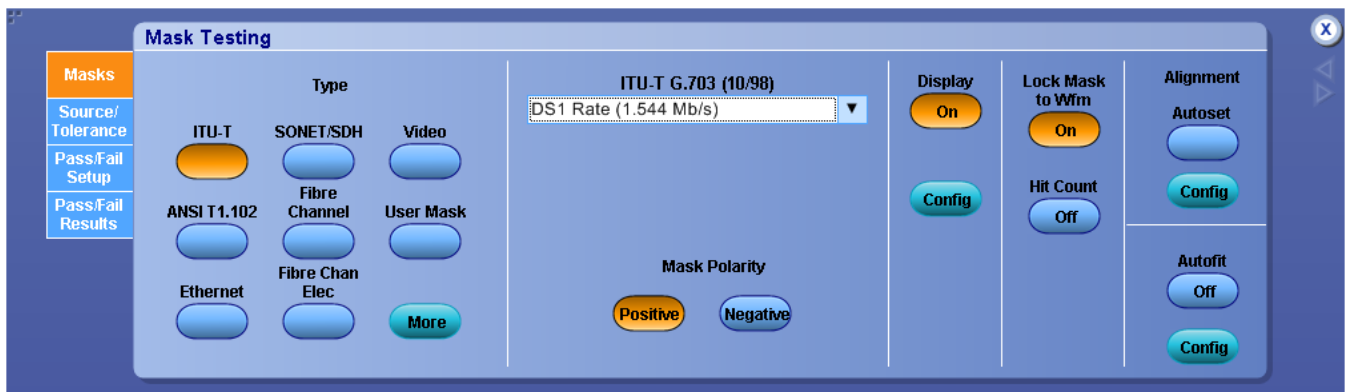 Mask Testing
X
Masks
Source/
Tolerance
Pass/Fail
Setup
Pass/Fail
Results
Type
ITU-T
SONET/SDH
Video
ANSI T1.102
Fibre
Channel
User Mask
Ethernet
Fibre Chan
Elec
More
ITU-T G.703 (10/98)
DS1 Rate (1.544 Mb/s)
Mask Polarity
Positive
Negative
Display
On
Config
Lock Mask
to Wfm
On
Hit Count
Off
Alignment
Autoset
Config
Autofit
Off
Config